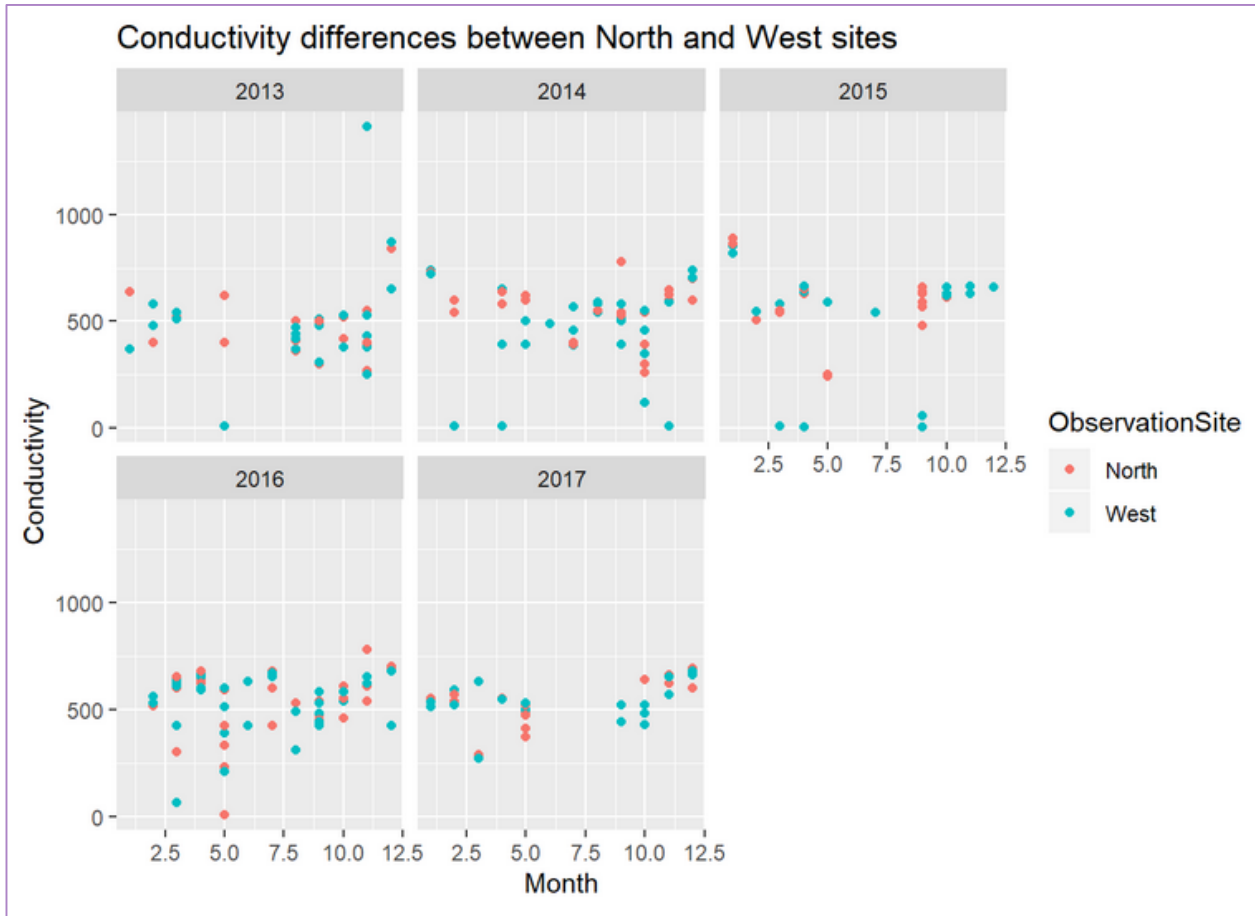 Conductivity differences between North and West sites
2013 2014 2015
1000
500
0
2.5 5.0 7.5 10.0 12.5
2016 2017
1000
500
0
2.5 5.0 7.5 10.0 12.5 2.5 5.0 7.5 10.0 12.5
Conductivity
Month
ObservationSite
North
West